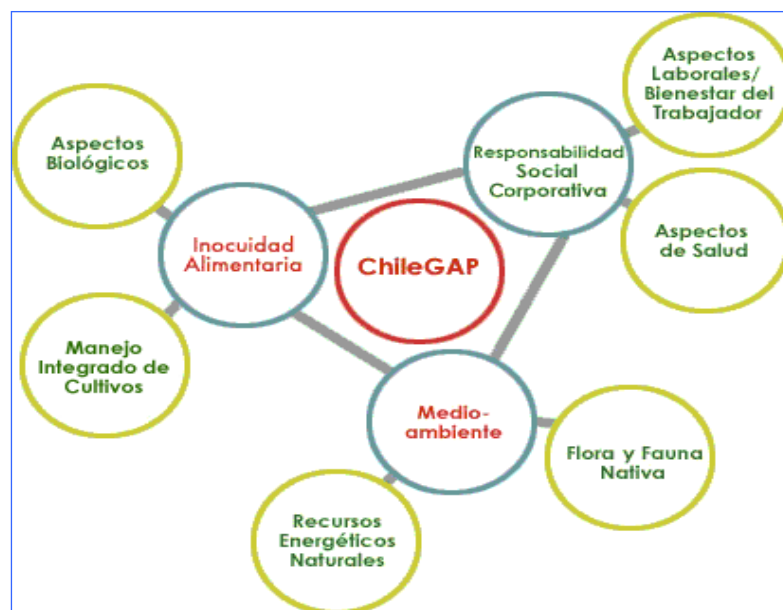 Aspectos
Laborales/
Bienestar del
Trabajador
Aspectos
Biológicos
Responsabilidad
Social
Corporativa
Aspectos
de Salud
Inocuidad
Alimentaria
ChileGAP
Manejo
Integrado de
Cultivos
Medio-
ambiente
Flora y Fauna
Nativa
Recursos
Energéticos
Naturales